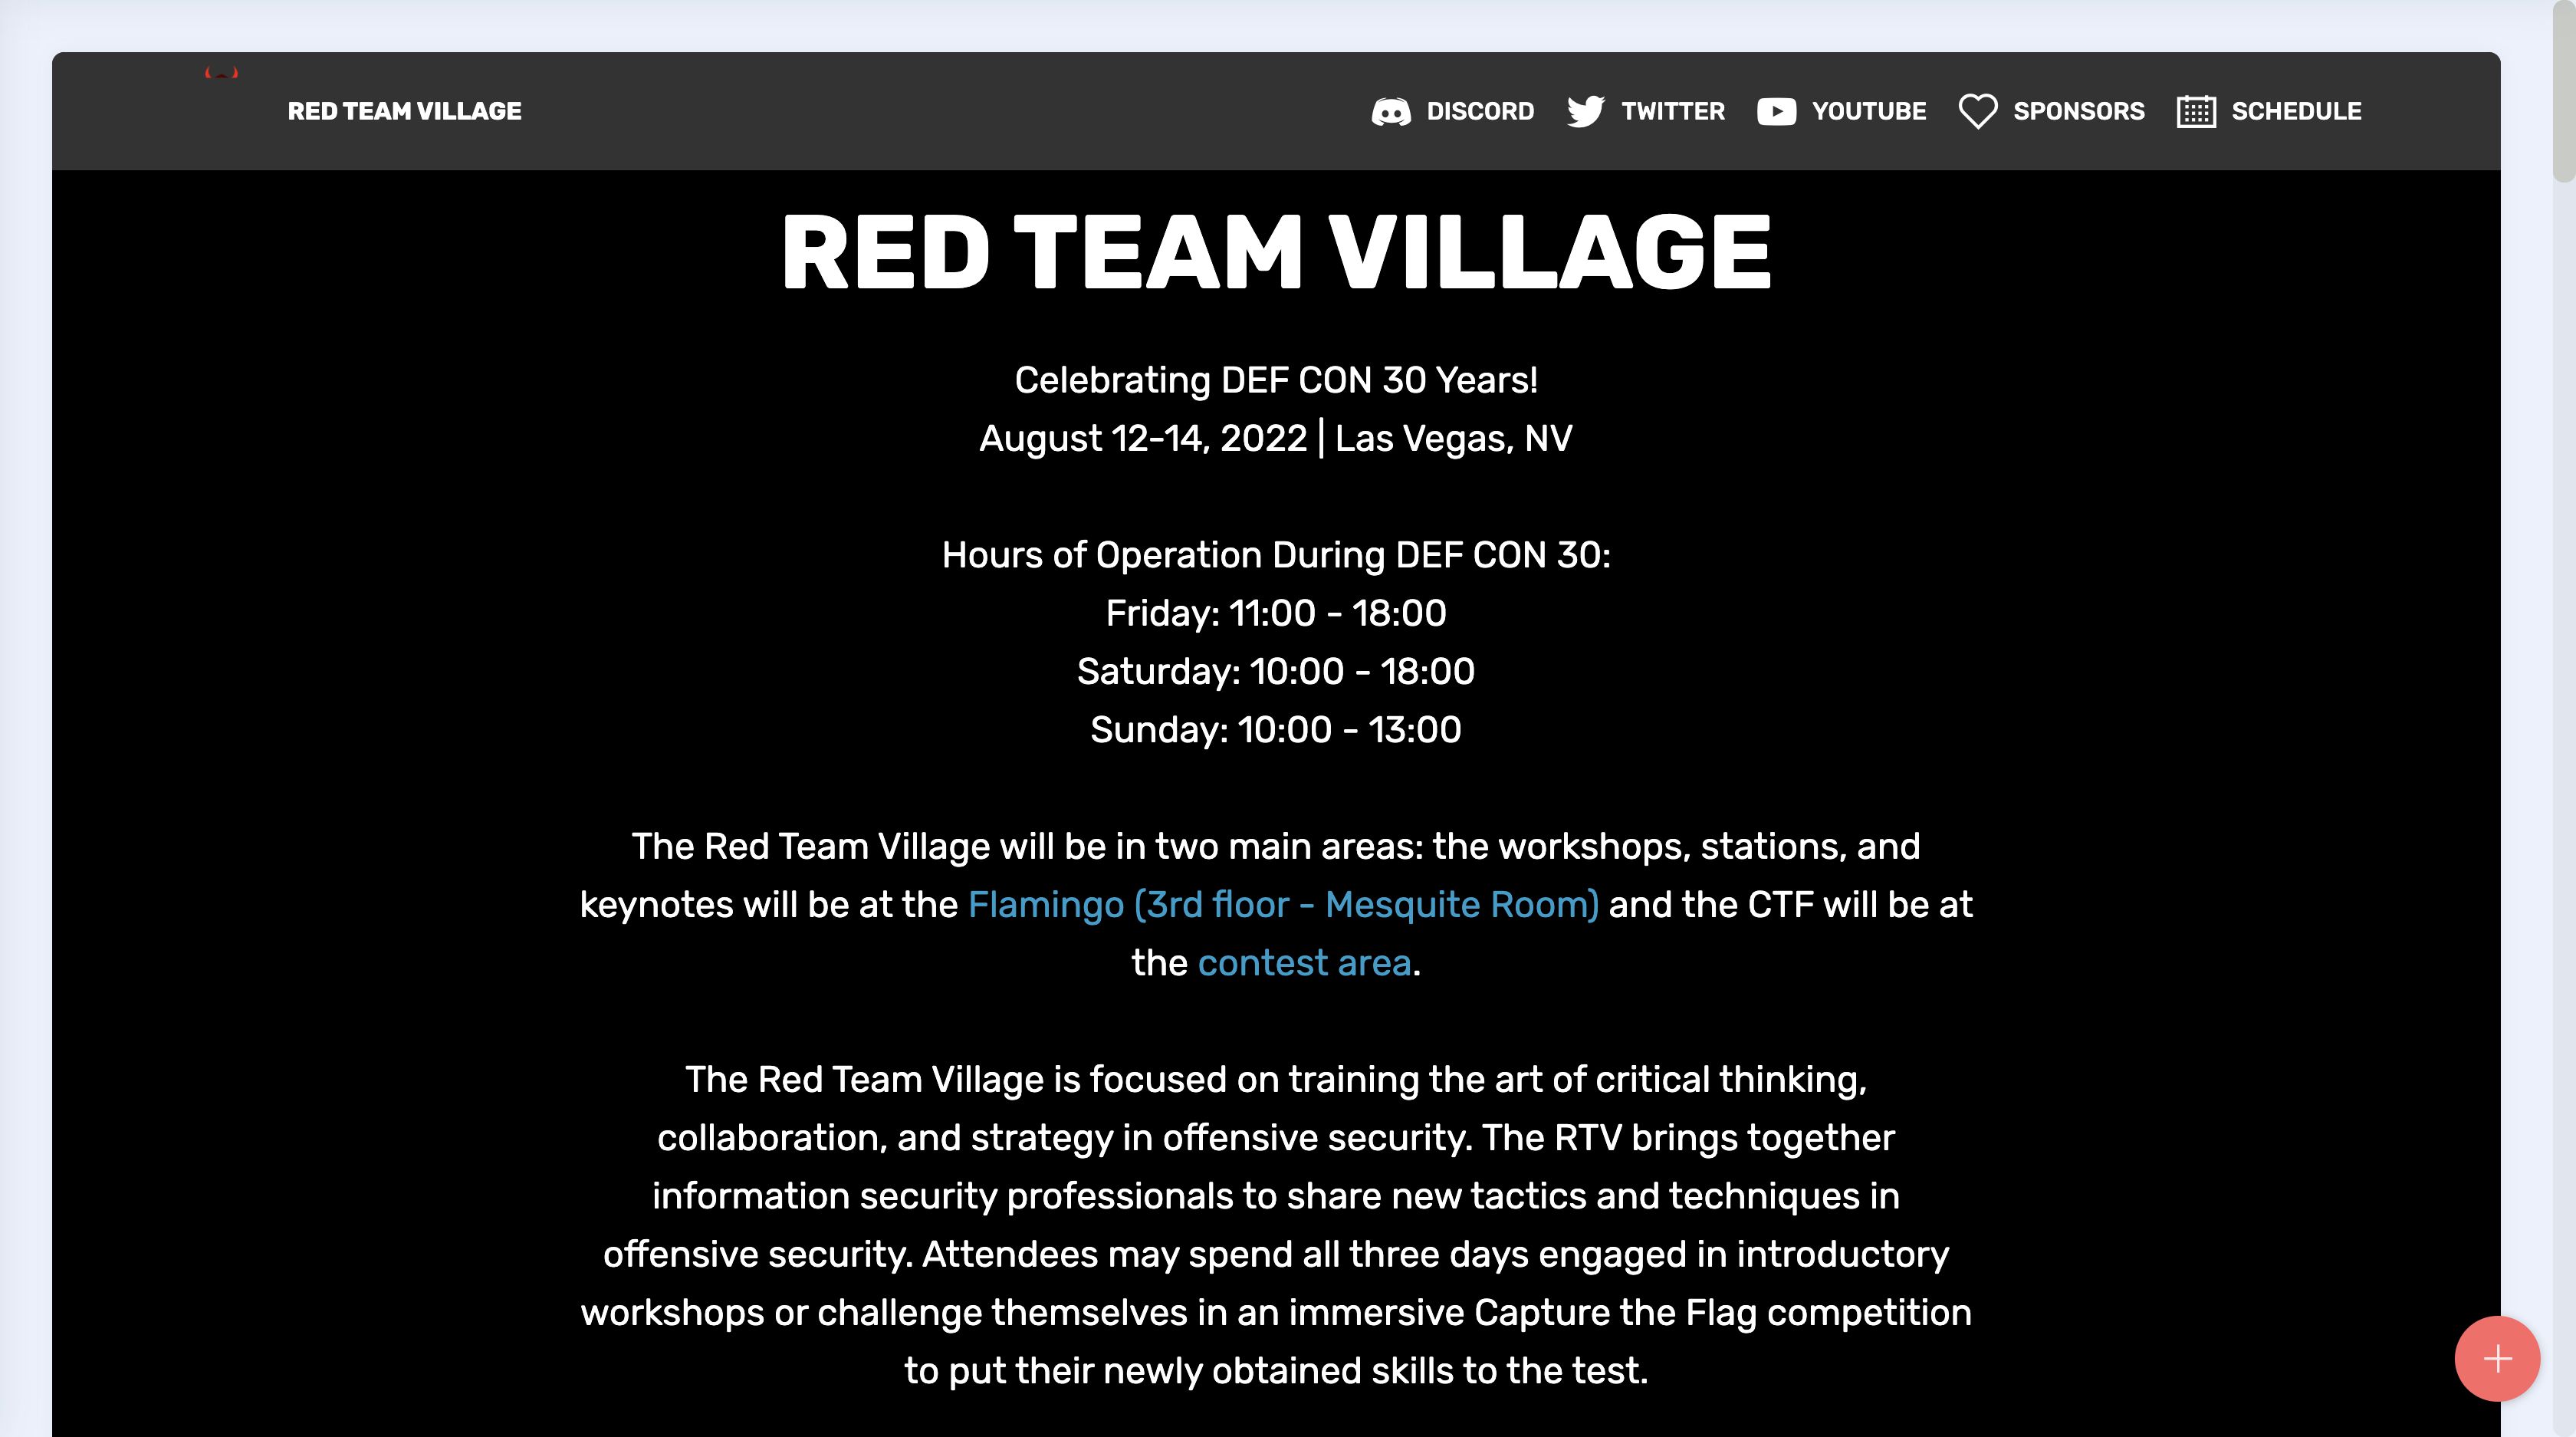 RED TEAM VILLAGE
DISCORD
TWITTER
YOUTUBE
SPONSORS
SCHEDULE
RED TEAM VILLAGE
Celebrating DEF CON 30 Years!
August 12-14, 2022 | Las Vegas, NV
Hours of Operation During DEF CON 30:
Friday: 11:00 - 18:00
Saturday: 10:00 - 18:00
Sunday: 10:00 - 13:00
The Red Team Village will be in two main areas: the workshops, stations, and
keynotes will be at the Flamingo (3rd floor - Mesquite Room) and the CTF will be at
the contest area.
The Red Team Village is focused on training the art of critical thinking,
collaboration, and strategy in offensive security. The RTV brings together
information security professionals to share new tactics and techniques in
offensive security. Attendees may spend all three days engaged in introductory
workshops or challenge themselves in an immersive Capture the Flag competition
to put their newly obtained skills to the test.